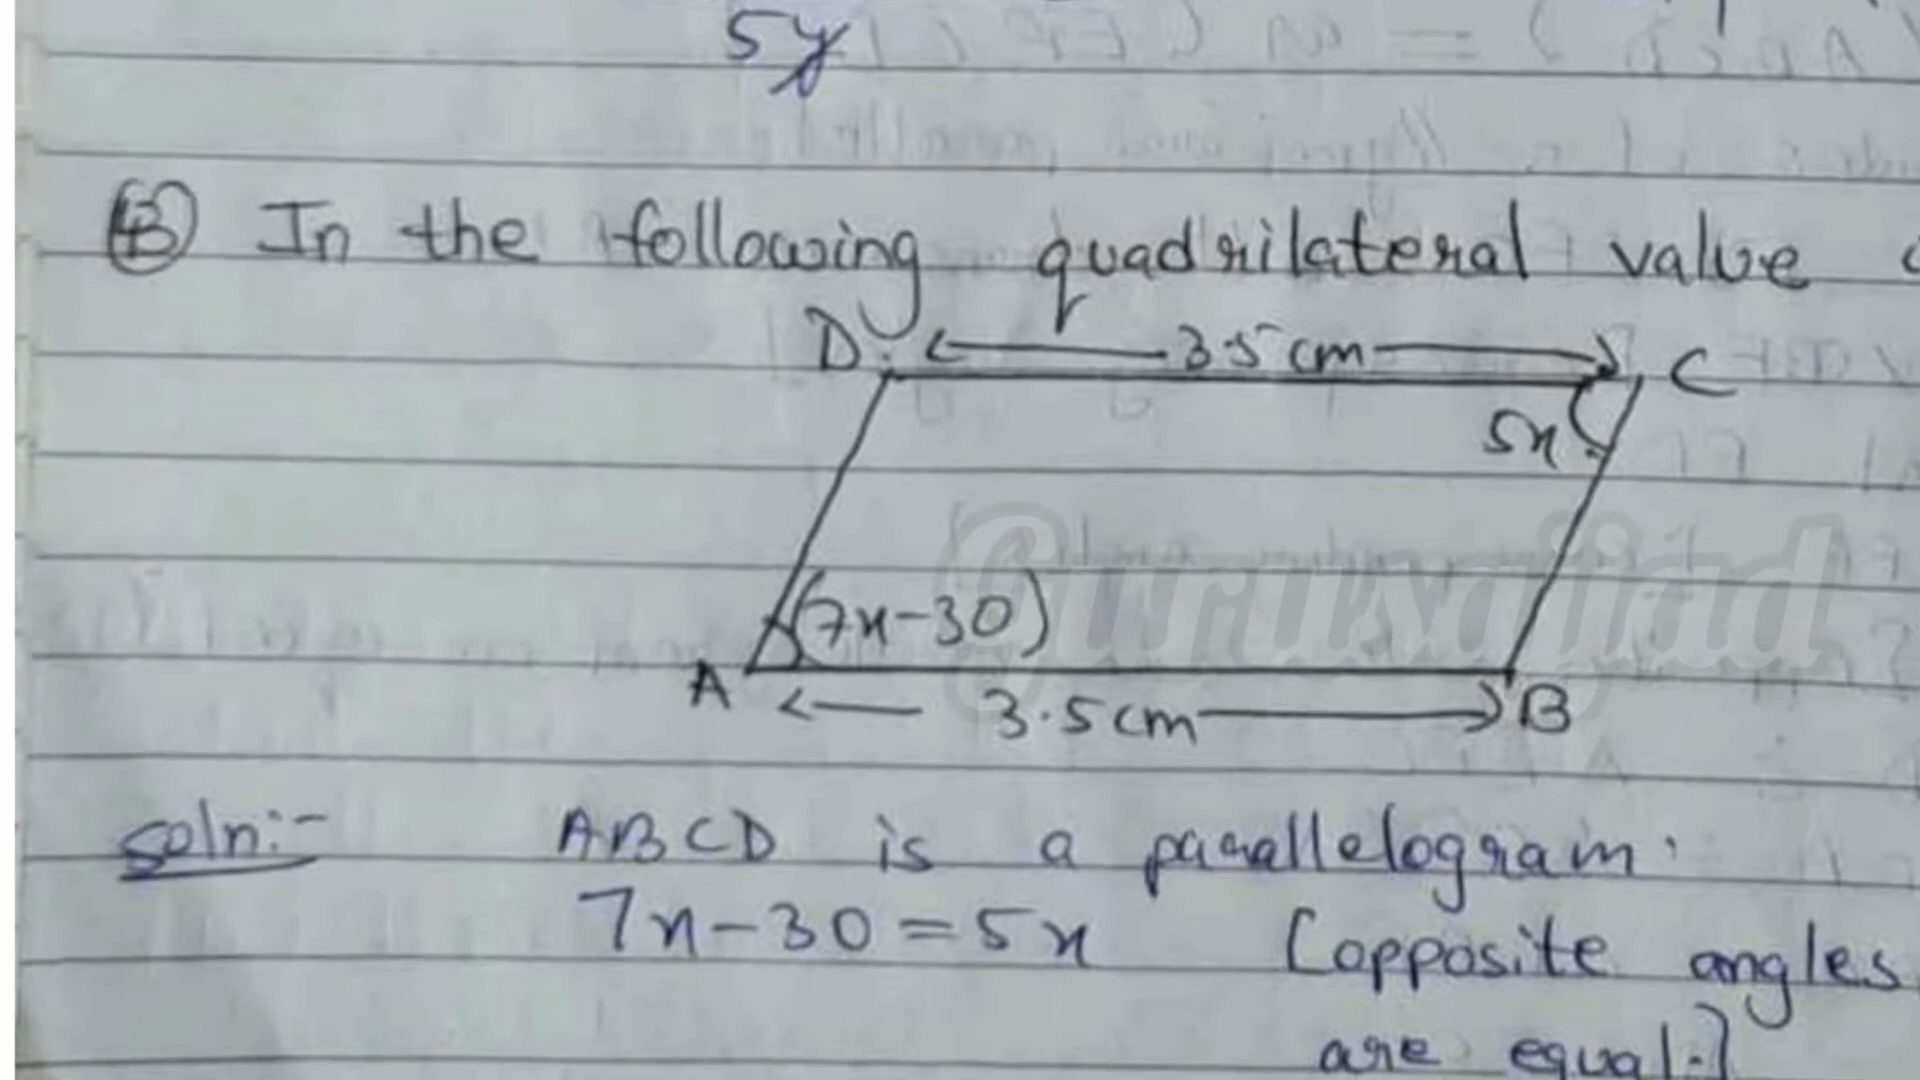 5y
In the following quadrilateral value
D 3.5 cm C
5x
(7x-30)
A 3.5 cm B
Gurusajiad
soln:- ABCD is a parallelogram.
7x-30=5x [opposite angles
are equal.]